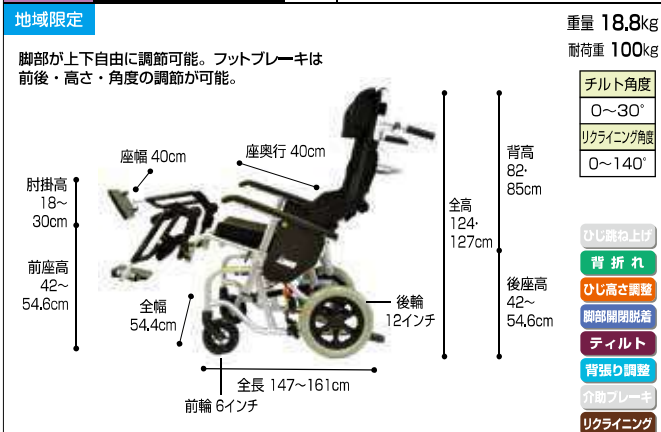 地域限定
重量 18.8kg
耐荷重 100kg
脚部が上下自由に調節可能。フットブレーキは
前後・高さ・角度の調節が可能。
チルト角度
0〜30°
リクライニング角度
0〜140°
座幅 40cm
座奥行 40cm
肘掛高
18〜
30cm
前座高
42〜
54.6cm
全幅
54.4cm
全長 147〜161cm
前輪 6インチ
後輪
12インチ
全高
124・
127cm
背高
82・
85cm
後座高
42〜
54.6cm
ひじ跳ね上げ
背折れ
ひじ高さ調整
脚部開閉脱着
ティルト
背張り調整
介助ブレーキ
リクライニング